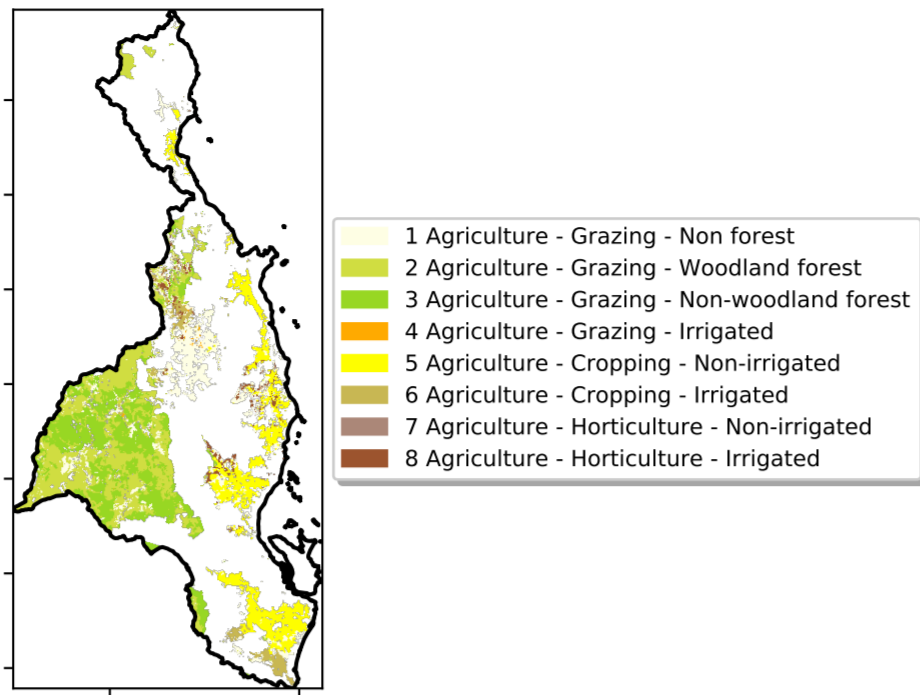 1 Agriculture - Grazing - Non forest
2 Agriculture - Grazing - Woodland forest
3 Agriculture - Grazing - Non-woodland forest
4 Agriculture - Grazing - Irrigated
5 Agriculture - Cropping - Non-irrigated
6 Agriculture - Cropping - Irrigated
7 Agriculture - Horticulture - Non-irrigated
8 Agriculture - Horticulture - Irrigated